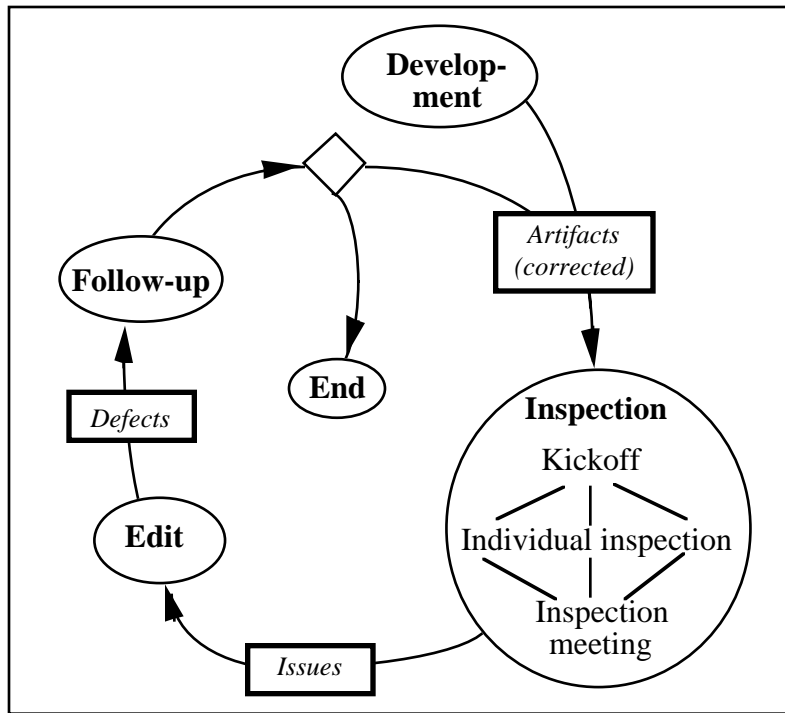 Develop-
ment
Artifacts
(corrected)
Follow-up
End
Defects
Inspection
Kickoff
Individual inspection
Inspection
meeting
Edit
Issues